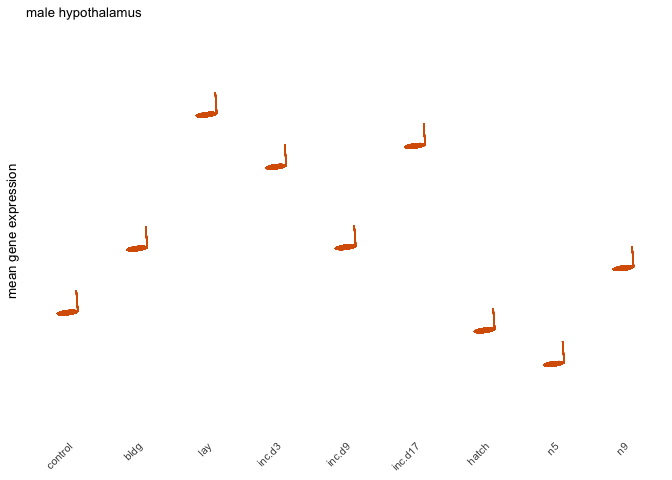 male hypothalamus
mean gene expression
control
bldg
lay
inc.d3
inc.d9
inc.d17
hatch
n5
n9